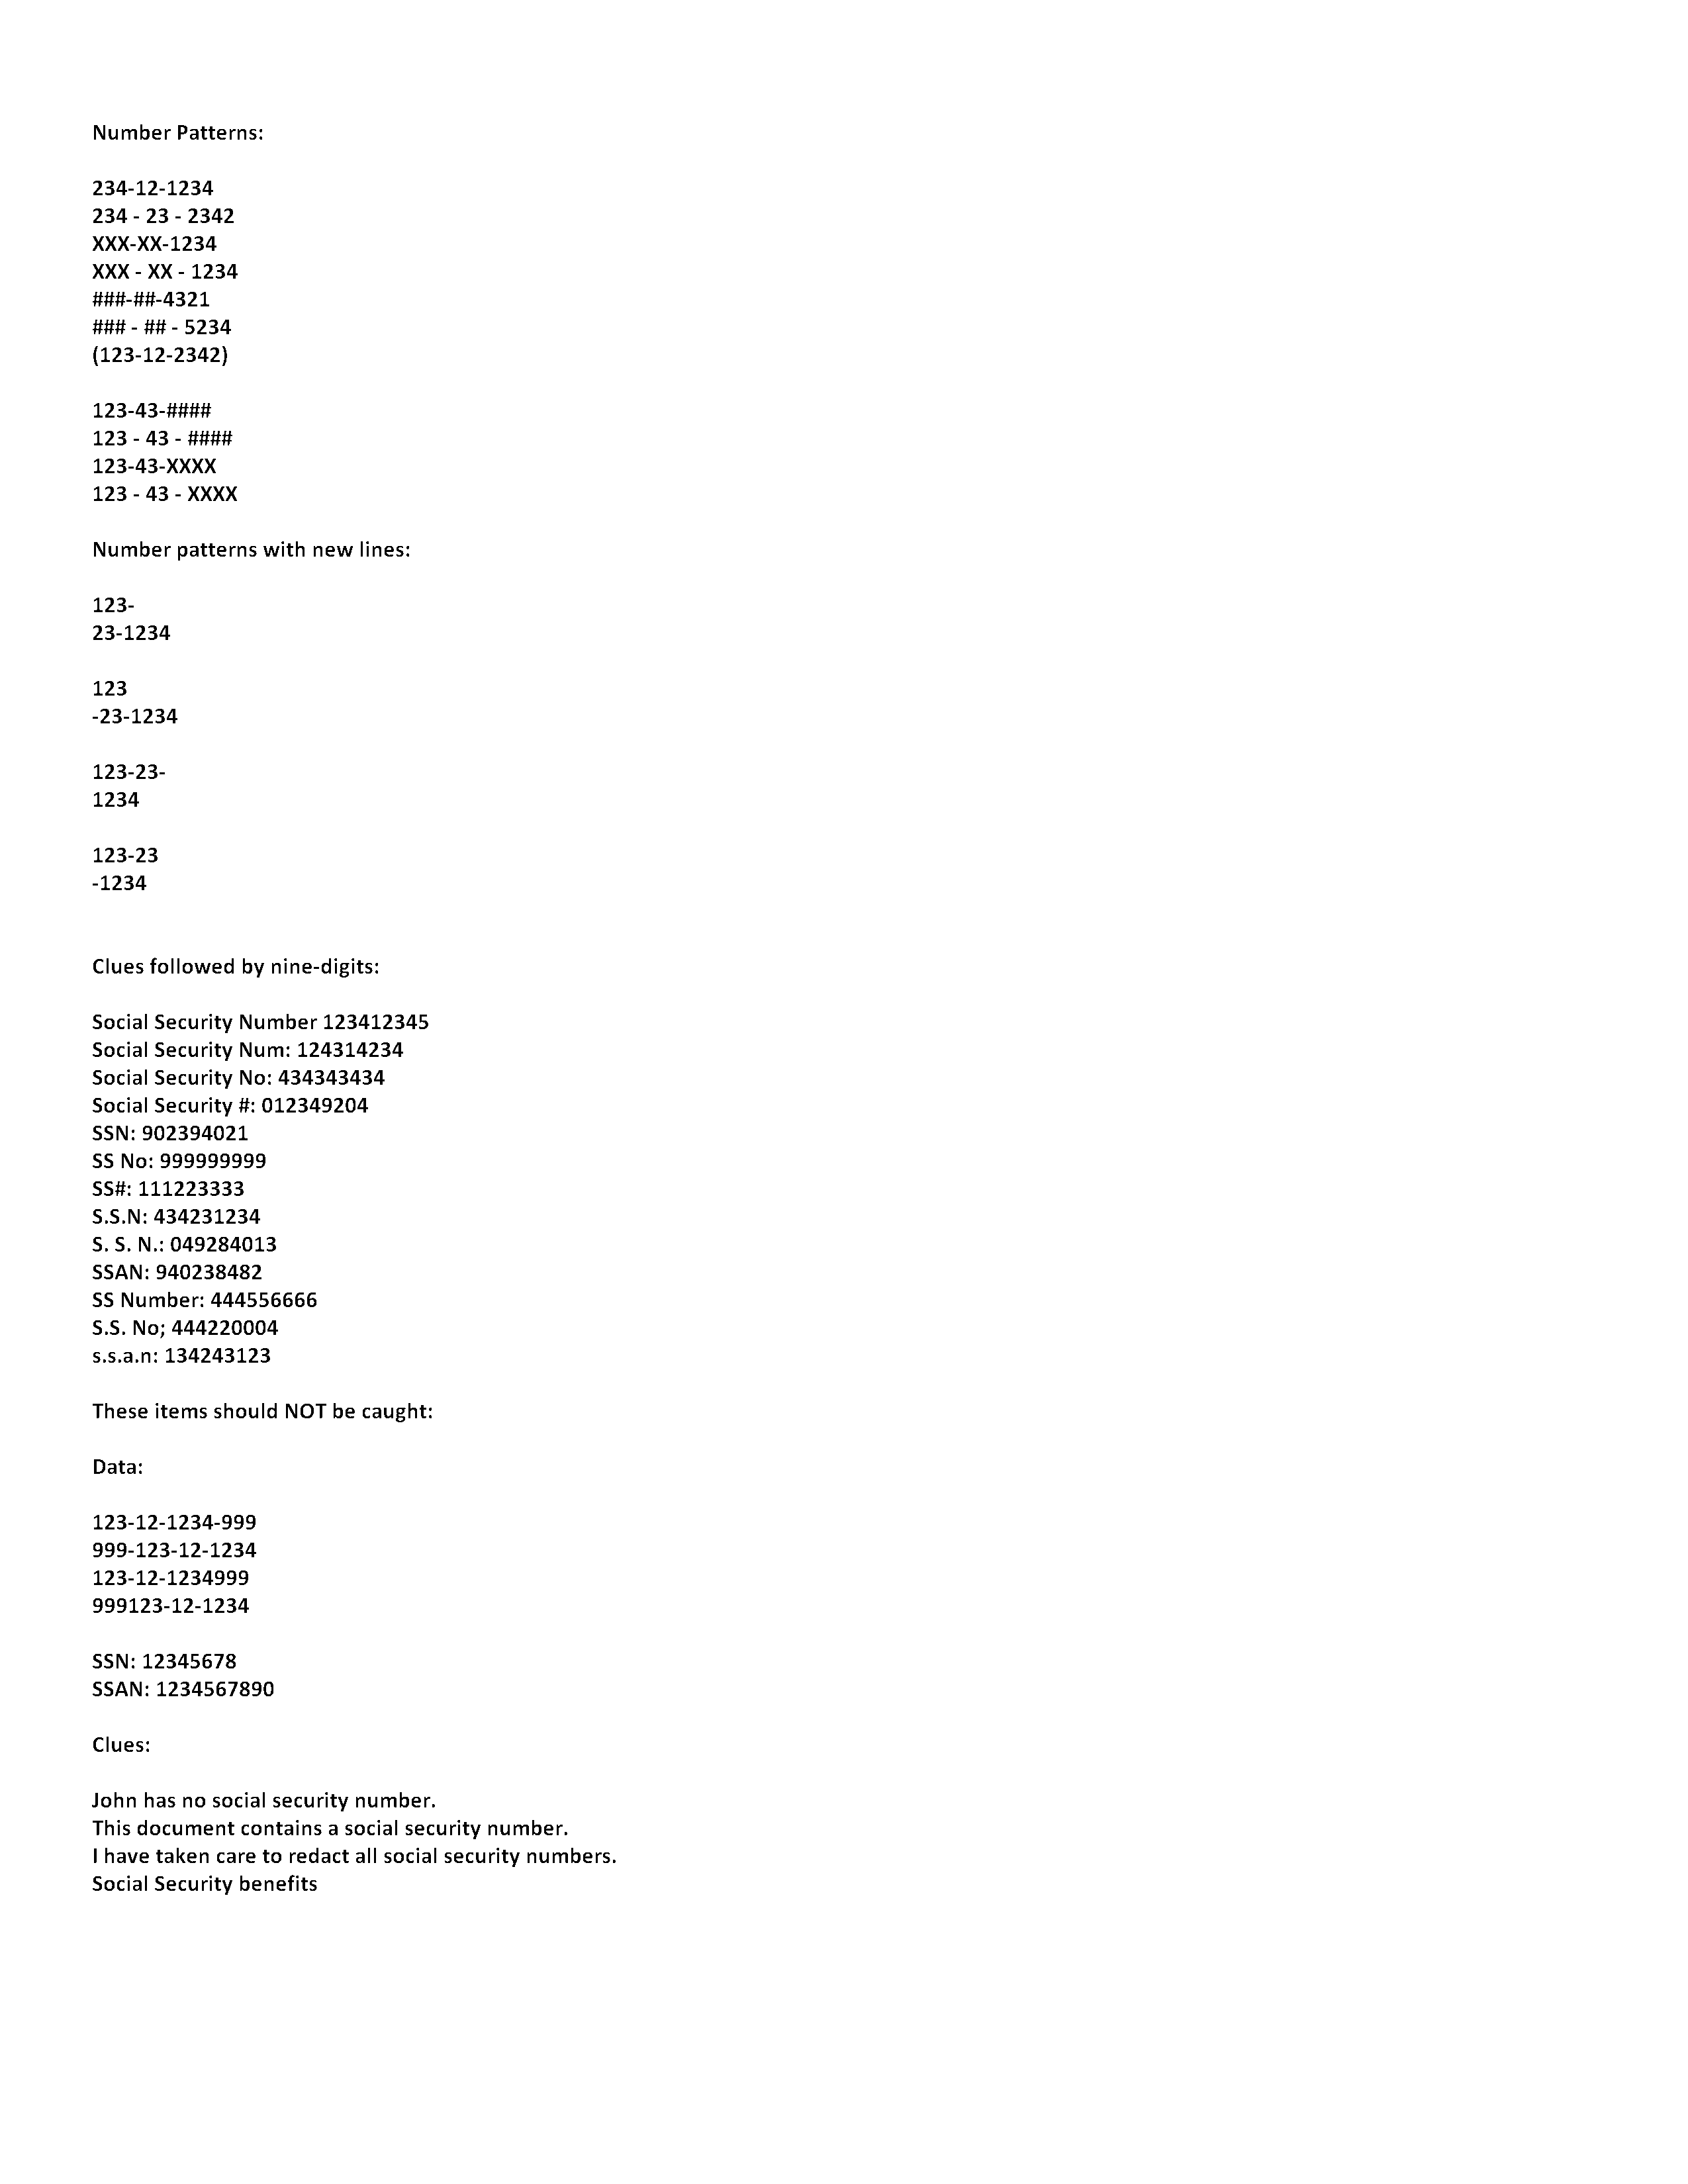 Number Patterns:
234-12-1234
234 - 23 - 2342
XXX-XX-1234
XXX - XX - 1234
###-##-4321
### - ## - 5234
(123-12-2342)
123-43-####
123 - 43 - ####
123-43-XXXX
123 - 43 - XXXX
Number patterns with new lines:
123-
23-1234
123
-23-1234
123-23-
1234
123-23
-1234
Clues followed by nine-digits:
Social Security Number 123412345
Social Security Num: 124314234
Social Security No: 434343434
Social Security #: 012349204
SSN: 902394021
SS No: 999999999
SS#: 111223333
S.S.N: 434231234
S. S. N.: 049284013
SSAN: 940238482
SS Number: 444556666
S.S. No; 444220004
s.s.a.n: 134243123
These items should NOT be caught:
Data:
123-12-1234-999
999-123-12-1234
123-12-1234999
999123-12-1234
SSN: 12345678
SSAN: 1234567890
Clues:
John has no social security number.
This document contains a social security number.
I have taken care to redact all social security numbers.
Social Security benefits